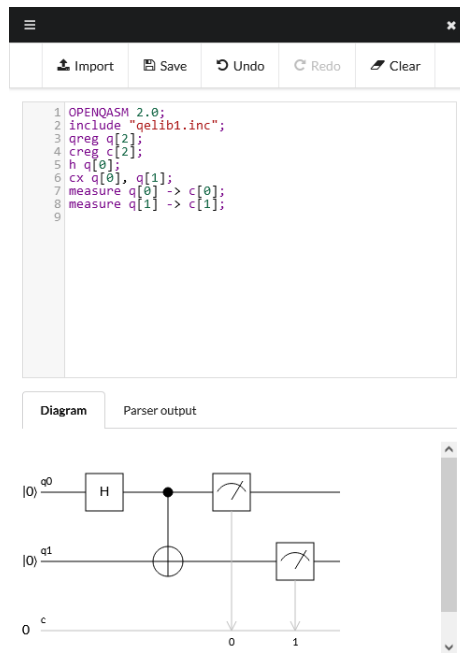 Import Save Undo Redo Clear
1 OPENQASM 2.0;
2 include "qelib1.inc";
3 qreg q[2];
4 creg c[2];
5 h q[0];
6 cx q[0], q[1];
7 measure q[0] -> c[0];
8 measure q[1] -> c[1];
9
Diagram Parser output
|0⟩ q0 H
|0⟩ q1
0 c
0 1